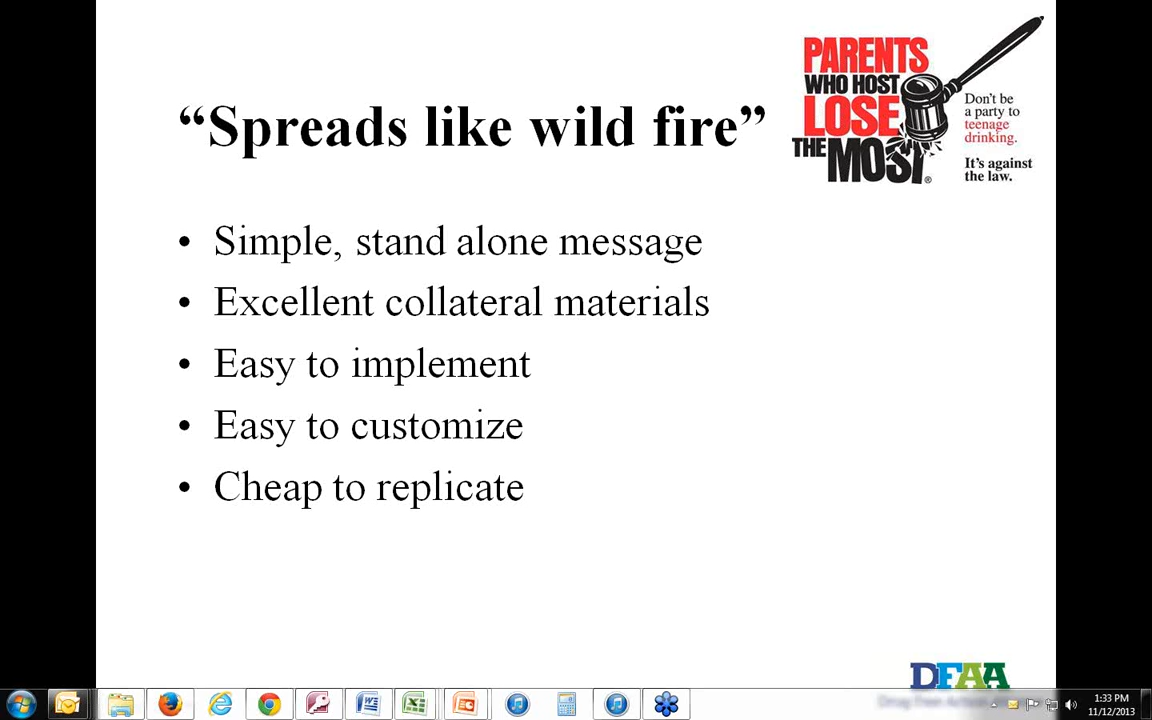 “Spreads like wild fire”
PARENTS
WHO HOST
LOSE
THE MOST
®
Don't be
a party to
teenage
drinking.
It's against
the law.
• Simple, stand alone message
• Excellent collateral materials
• Easy to implement
• Easy to customize
• Cheap to replicate
DFAA
1:33 PM
11/12/2013